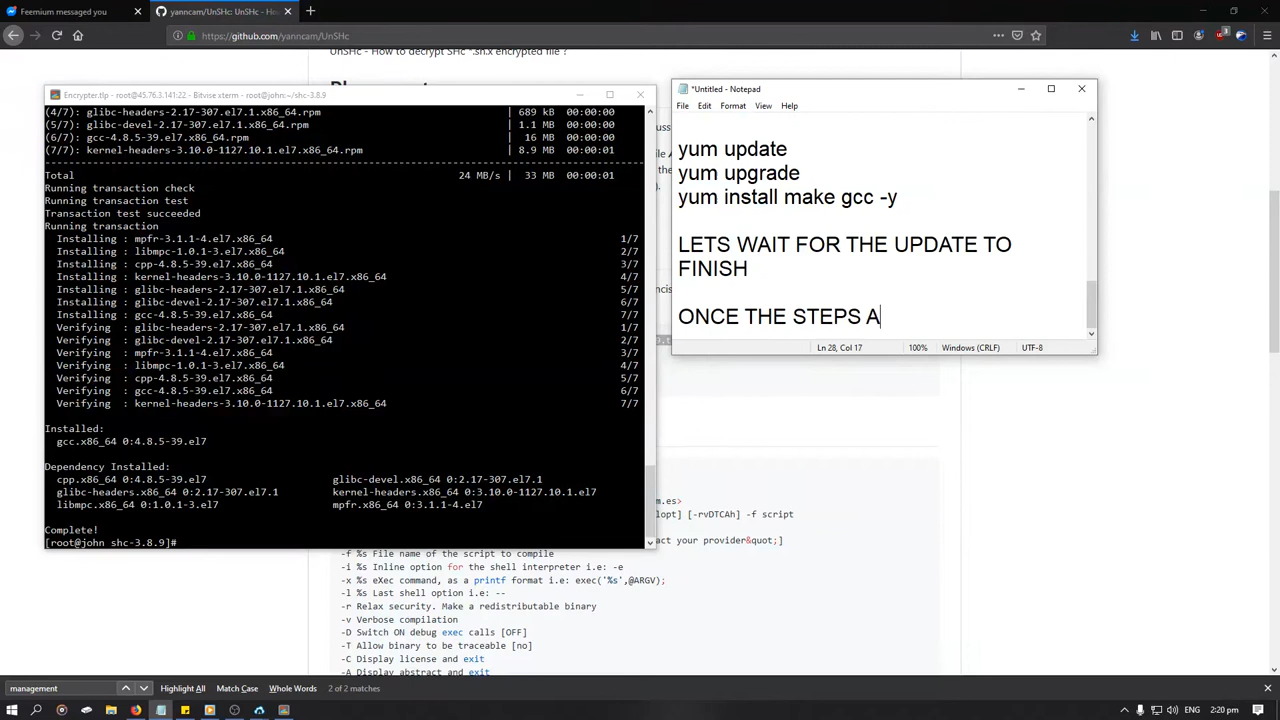 Feemium messaged you
yanncam/UnSHc: UnSHc - Ho
https://github.com/yanncam/UnSHc
UnSHc - How to decrypt SHc *.sh.x encrypted file ?
Encrypter.tlp - root@45.76.3.141:22 - Bitvise xterm - root@john:~/shc-3.8.9
(4/7): glibc-headers-2.17-307.el7.1.x86_64.rpm | 689 kB 00:00:00
(5/7): glibc-devel-2.17-307.el7.1.x86_64.rpm | 1.1 MB 00:00:00
(6/7): gcc-4.8.5-39.el7.x86_64.rpm | 16 MB 00:00:00
(7/7): kernel-headers-3.10.0-1127.10.1.el7.x86_64.rpm | 8.9 MB 00:00:01
Total 24 MB/s | 33 MB 00:00:01
Running transaction check
Running transaction test
Transaction test succeeded
Running transaction
Installing : mpfr-3.1.1-4.el7.x86_64 1/7
Installing : libmpc-1.0.1-3.el7.x86_64 2/7
Installing : cpp-4.8.5-39.el7.x86_64 3/7
Installing : kernel-headers-3.10.0-1127.10.1.el7.x86_64 4/7
Installing : glibc-headers-2.17-307.el7.1.x86_64 5/7
Installing : glibc-devel-2.17-307.el7.1.x86_64 6/7
Installing : gcc-4.8.5-39.el7.x86_64 7/7
Verifying : glibc-headers-2.17-307.el7.1.x86_64 1/7
Verifying : glibc-devel-2.17-307.el7.1.x86_64 2/7
Verifying : mpfr-3.1.1-4.el7.x86_64 3/7
Verifying : libmpc-1.0.1-3.el7.x86_64 4/7
Verifying : cpp-4.8.5-39.el7.x86_64 5/7
Verifying : gcc-4.8.5-39.el7.x86_64 6/7
Verifying : kernel-headers-3.10.0-1127.10.1.el7.x86_64 7/7
Installed:
gcc.x86_64 0:4.8.5-39.el7
Dependency Installed:
cpp.x86_64 0:4.8.5-39.el7 glibc-devel.x86_64 0:2.17-307.el7.1
glibc-headers.x86_64 0:2.17-307.el7.1 kernel-headers.x86_64 0:3.10.0-1127.10.1.el7
libmpc.x86_64 0:1.0.1-3.el7 mpfr.x86_64 0:3.1.1-4.el7
Complete!
[root@john shc-3.8.9]#
*Untitled - Notepad
File Edit Format View Help
yum update
yum upgrade
yum install make gcc -y
LETS WAIT FOR THE UPDATE TO
FINISH
ONCE THE STEPS A
Ln 28, Col 17 100% Windows (CRLF) UTF-8
m.es>
lopt] [-rvDTCAh] -f script
act your provider&quot;]
-f %s File name of the script to compile
-i %s Inline option for the shell interpreter i.e: -e
-x %s eXec command, as a printf format i.e: exec('%s',@ARGV);
-l %s Last shell option i.e: --
-r Relax security. Make a redistributable binary
-v Verbose compilation
-D Switch ON debug exec calls [OFF]
-T Allow binary to be traceable [no]
-C Display license and exit
-A Display abstract and exit
management Highlight All Match Case Whole Words 2 of 2 matches
2:20 pm